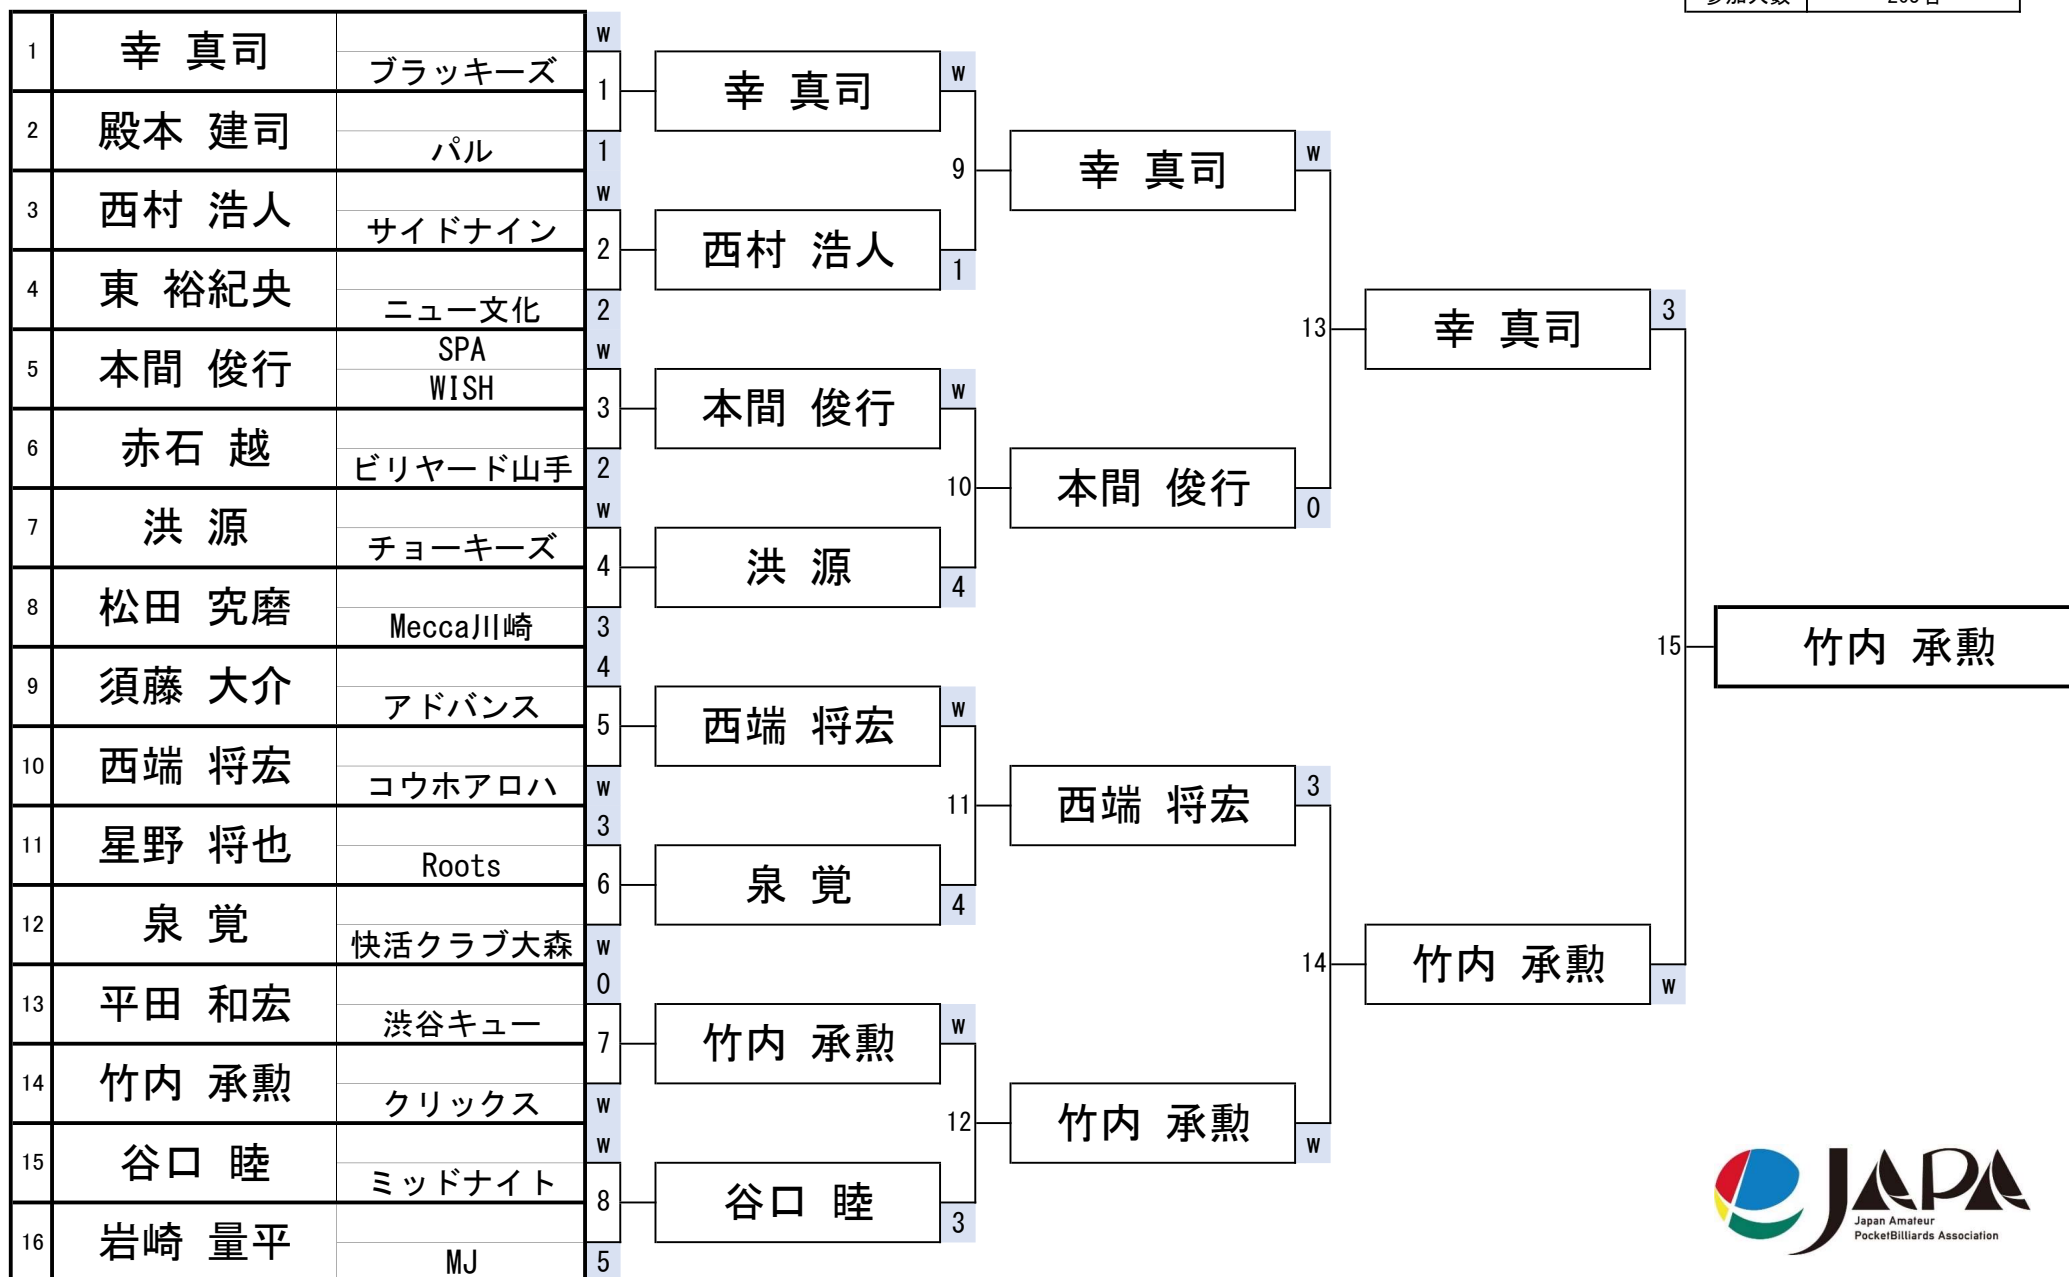 1 幸 真司 ブラッキーズ W
2 殿本 建司 パル 1
1
3 西村 浩人 サイドナイン W
4 東 裕紀央 ニュー文化 2
2
5 本間 俊行 SPA WISH W
6 赤石 越 ビリヤード山手 2
3
7 洪 源 チョーキーズ W
8 松田 究磨 Mecca川崎 3
4
9 須藤 大介 アドバンス 4
10 西端 将宏 コウホアロハ W
5
11 星野 将也 Roots 3
12 泉 覚 快活クラブ大森 W
6
13 平田 和宏 渋谷キュー 0
14 竹内 承勲 クリックス W
7
15 谷口 睦 ミッドナイト W
16 岩崎 量平 MJ 5
8
幸 真司 W
9
西村 浩人 1
本間 俊行 W
10
洪 源 4
西端 将宏 W
11
泉 覚 4
竹内 承勲 W
12
谷口 睦 3
幸 真司 W
13
本間 俊行 0
西端 将宏 3
14
竹内 承勲 W
幸 真司 3
15
竹内 承勲 W
竹内 承勲
JAPA
Japan Amateur
PocketBilliards Association